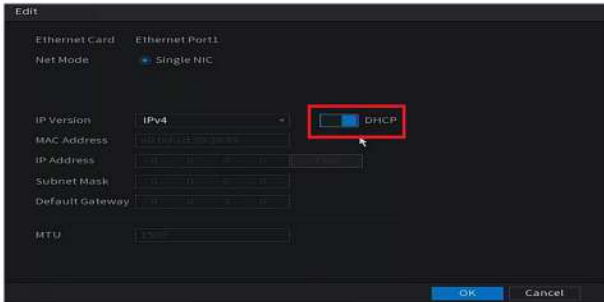 Edit
Ethernet Card Ethernet Port1
Net Mode Single NIC
IP Version IPv4 DHCP
MAC Address
IP Address
Subnet Mask
Default Gateway
MTU 1500
OK Cancel